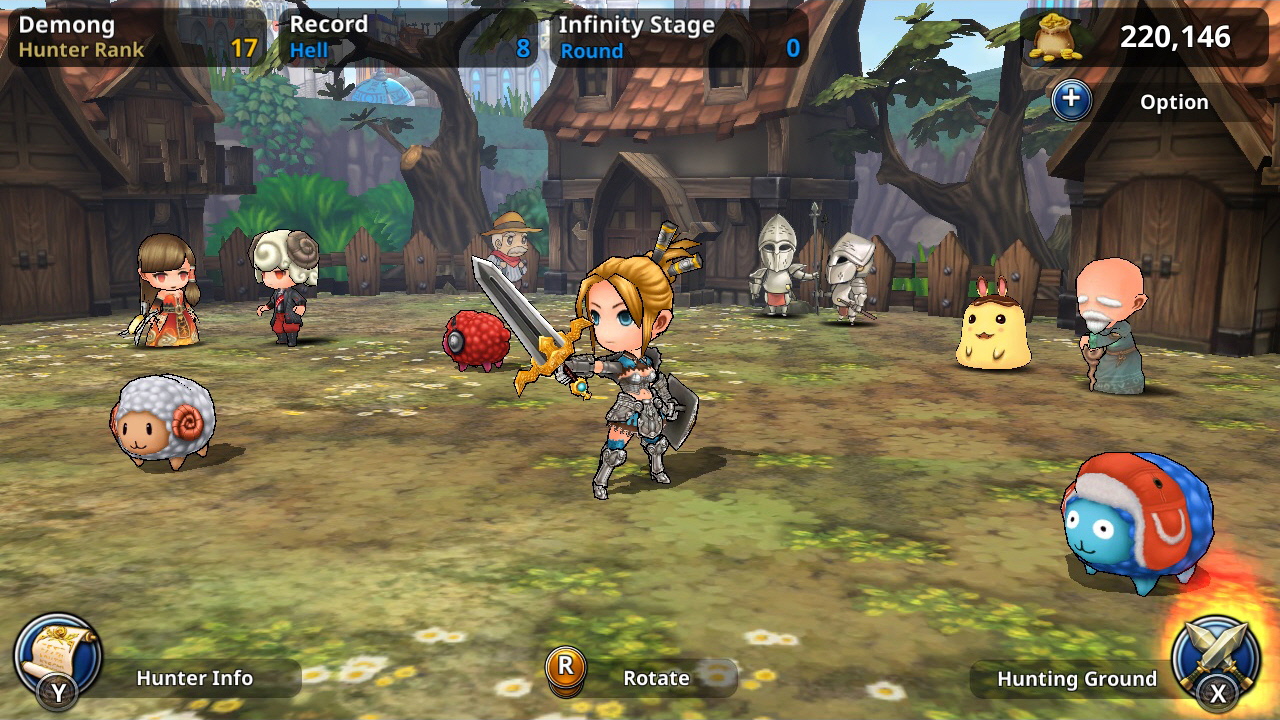 Demong
Hunter Rank 17
Record
Hell 8
Infinity Stage
Round 0
220,146
+ Option
Y Hunter Info
R Rotate
Hunting Ground X